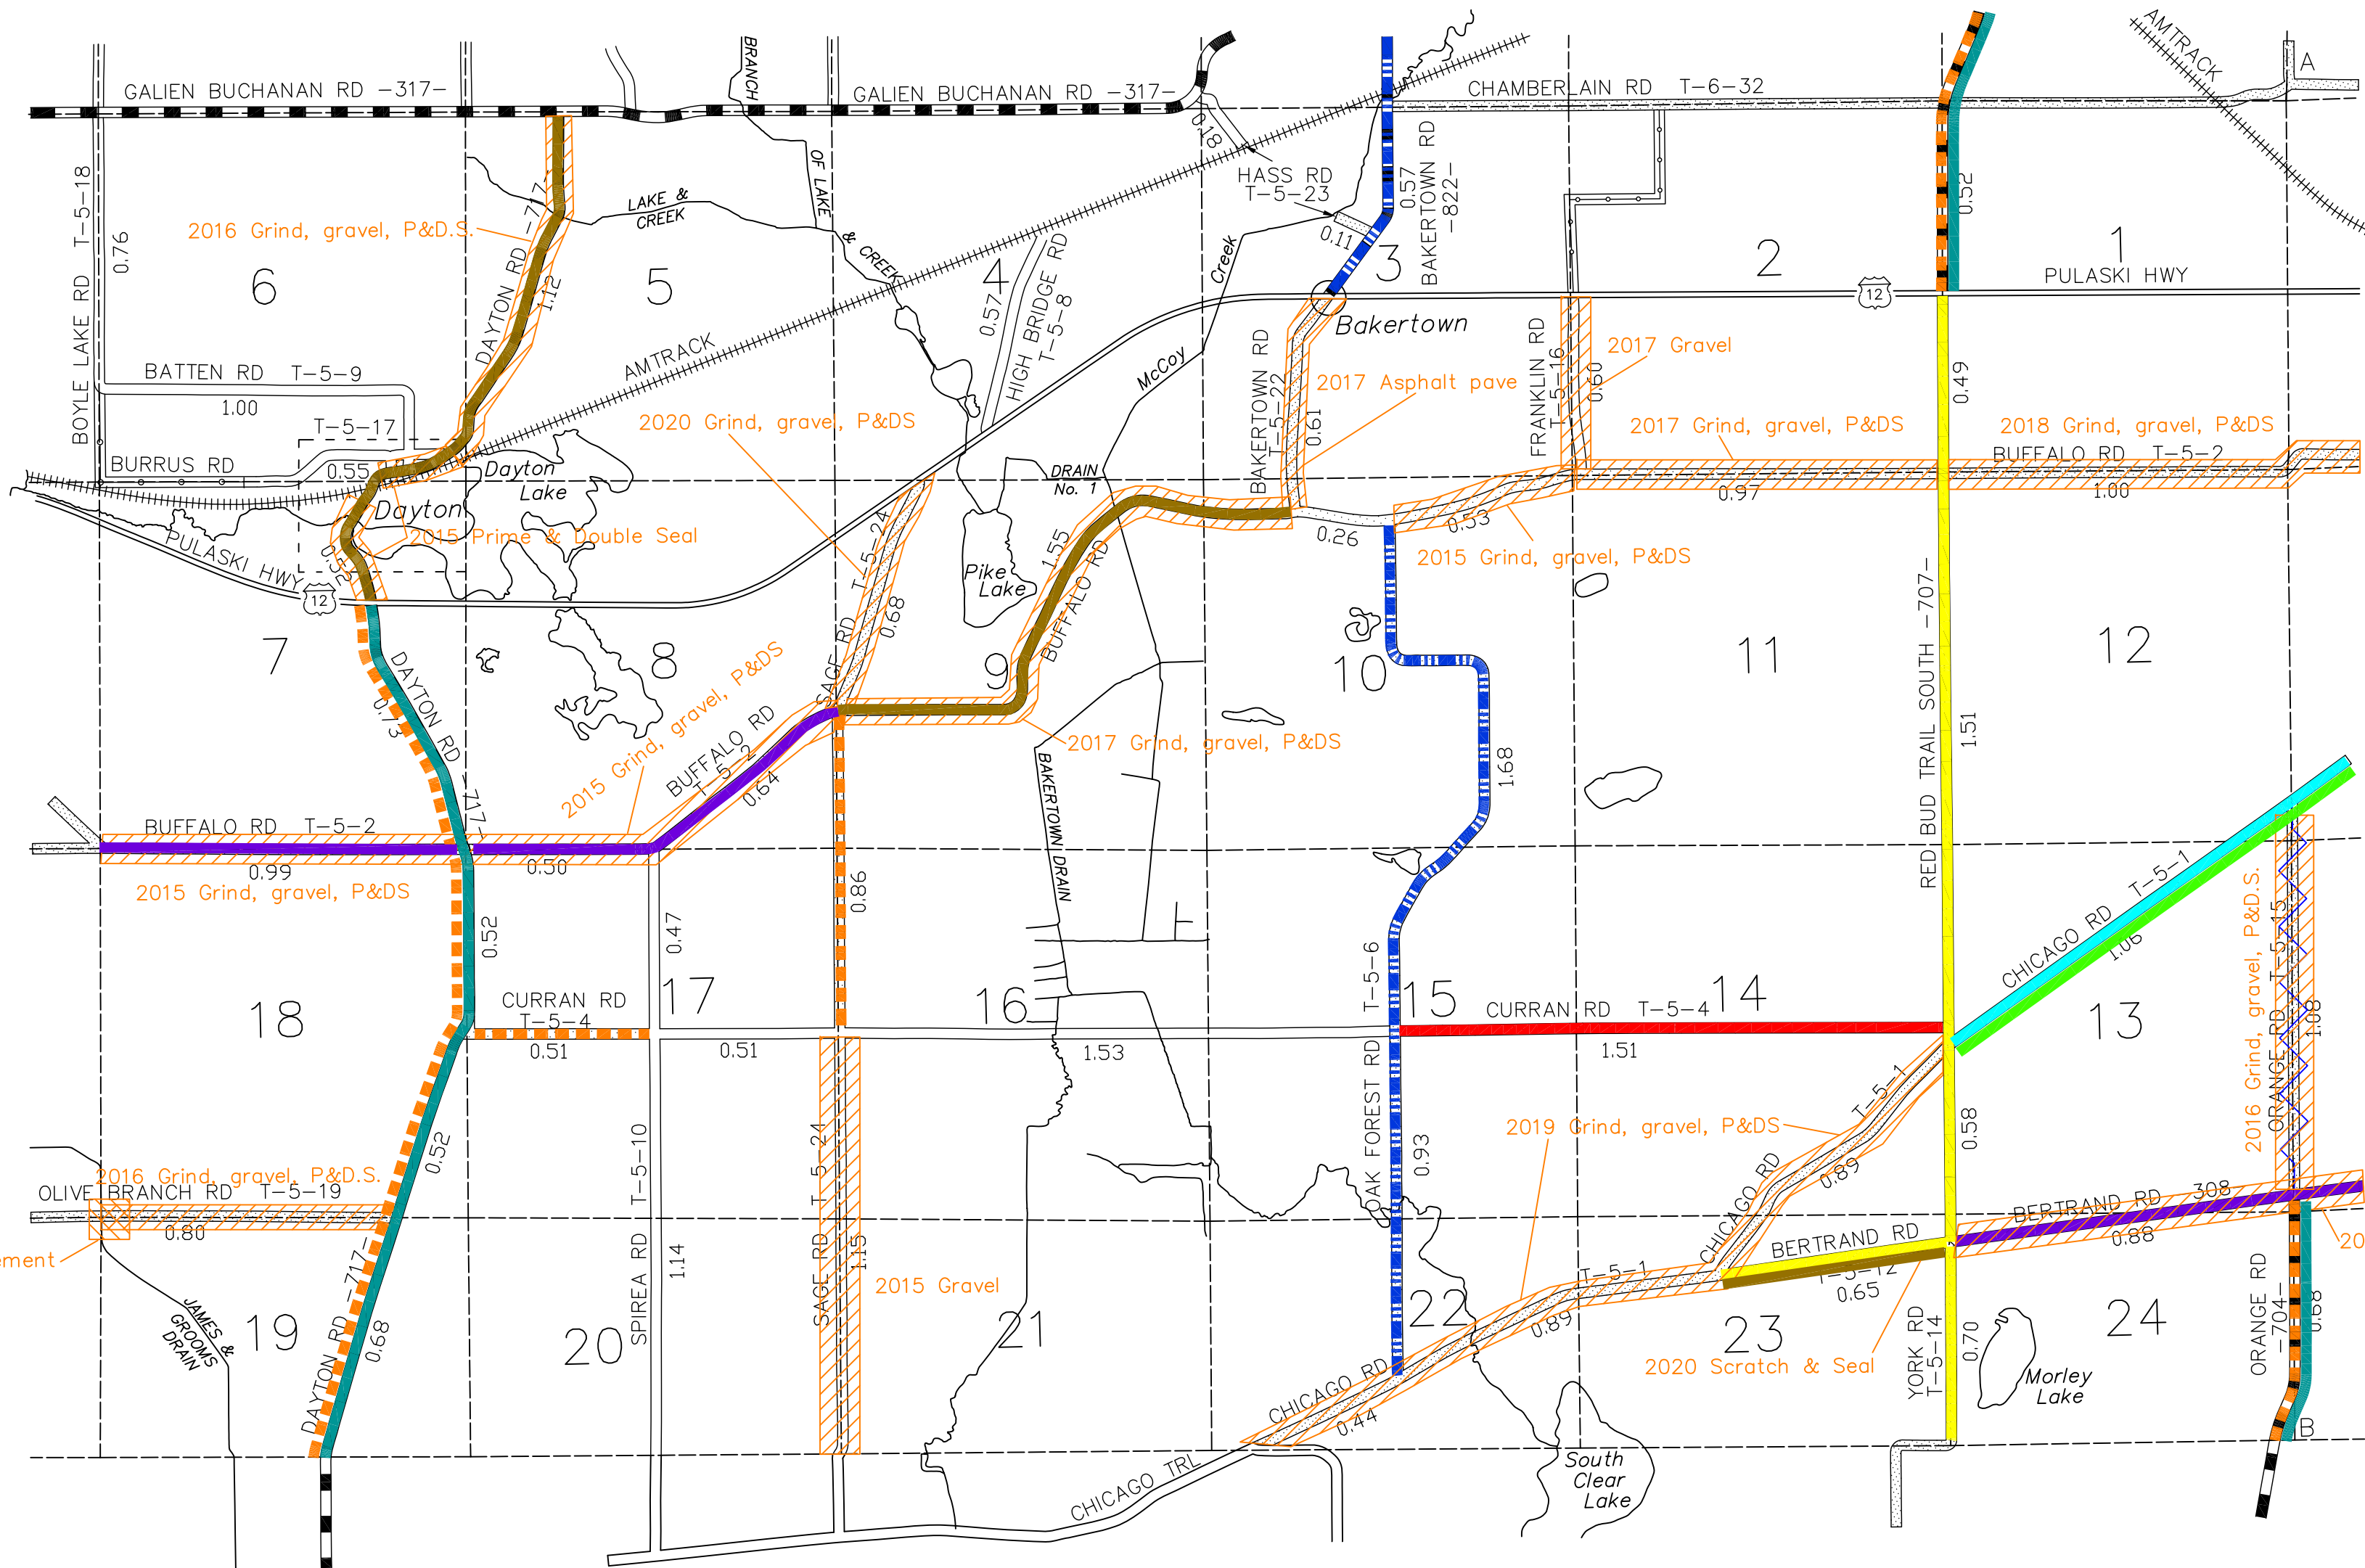 AMTRACK
A
BRANCH
GALIEN BUCHANAN RD -317-
GALIEN BUCHANAN RD -317-
CHAMBERLAIN RD T-6-32
0.18
OF LAKE
HASS RD
T-5-23
0.57
BAKERTOWN RD
-822-
0.52
BOYLE LAKE RD T-5-18
0.76
LAKE &
CREEK
2016 Grind, gravel, P&D.S.
DAYTON RD -717-
1.12
& CREEK
0.11
Creek
6
5
4
3
2
1
PULASKI HWY
12
0.57
HIGH BRIDGE RD
T-5-8
Bakertown
McCoy
AMTRACK
BATTEN RD T-5-9
1.00
BAKERTOWN RD
T-5-22
0.61
2017 Asphalt pave
FRANKLIN RD
T-5-16
0.60
2017 Gravel
0.49
T-5-17
2020 Grind, gravel, P&DS
2017 Grind, gravel, P&DS
2018 Grind, gravel, P&DS
BUFFALO RD T-5-2
BURRUS RD
0.55
Dayton
Lake
DRAIN
No. 1
0.97
1.00
Dayton
2015 Prime & Double Seal
0.52
PULASKI HWY
12
0.26
0.53
2015 Grind, gravel, P&DS
Pike
Lake
1.55
BUFFALO RD
SAGE RD T-5-24
0.68
7
8
9
10
11
12
DAYTON RD -717-
0.73
2015 Grind, gravel, P&DS
BUFFALO RD
T-5-2
0.64
2017 Grind, gravel, P&DS
BAKERTOWN DRAIN
1.68
RED BUD TRAIL SOUTH -707-
1.51
BUFFALO RD T-5-2
0.99
0.50
2015 Grind, gravel, P&DS
0.52
0.47
0.86
CHICAGO RD T-5-1
1.06
2016 Grind, gravel, P&D.S.
ORANGE RD T-5-15
1.08
18
17
16
15
14
13
CURRAN RD
T-5-4
0.51
0.51
1.53
OAK FOREST RD T-5-6
CURRAN RD T-5-4
1.51
0.52
SPIREA RD T-5-10
1.14
SAGE RD T-5-24
1.15
0.93
2019 Grind, gravel, P&DS
T-5-1
CHICAGO RD
0.89
0.58
2016 Grind, gravel, P&D.S.
OLIVE BRANCH RD T-5-19
0.80
ement
BERTRAND RD 308
0.88
20
BERTRAND RD
T-5-12
0.65
2015 Gravel
T-5-1
0.89
JAMES &
GROOMS
DRAIN
DAYTON RD -717-
0.68
19
20
21
22
23
24
2020 Scratch & Seal
YORK RD
T-5-14
0.70
Morley
Lake
ORANGE RD
-704-
0.68
B
CHICAGO RD
0.44
CHICAGO TRL
South
Clear
Lake